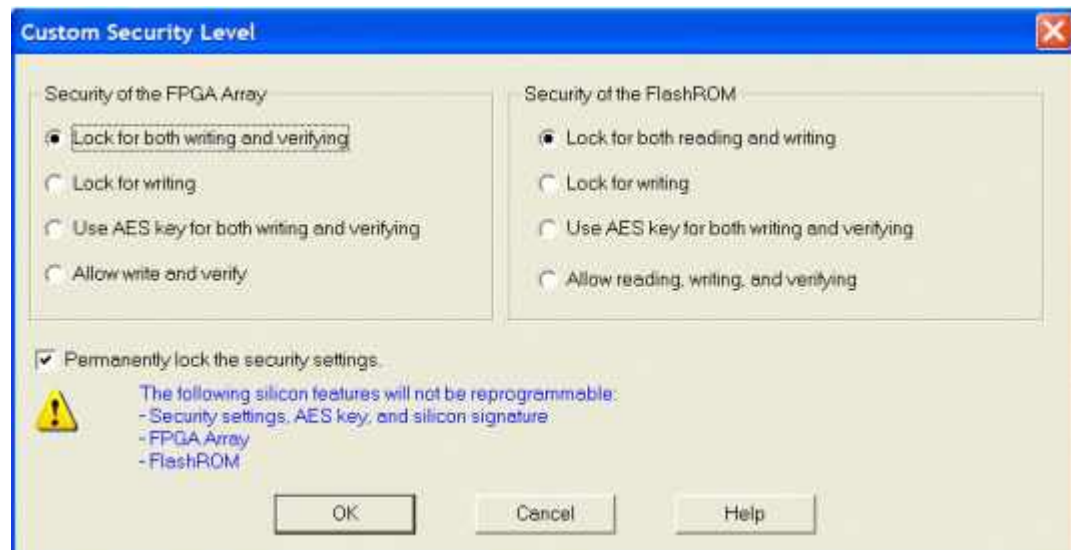 Custom Security Level
Security of the FPGA Array
Lock for both writing and verifying
Lock for writing
Use AES key for both writing and verifying
Allow write and verify
Security of the FlashROM
Lock for both reading and writing
Lock for writing
Use AES key for both writing and verifying
Allow reading, writing, and verifying
Permanently lock the security settings.
The following silicon features will not be reprogrammable:
- Security settings, AES key, and silicon signature
- FPGA Array
- FlashROM
OK
Cancel
Help